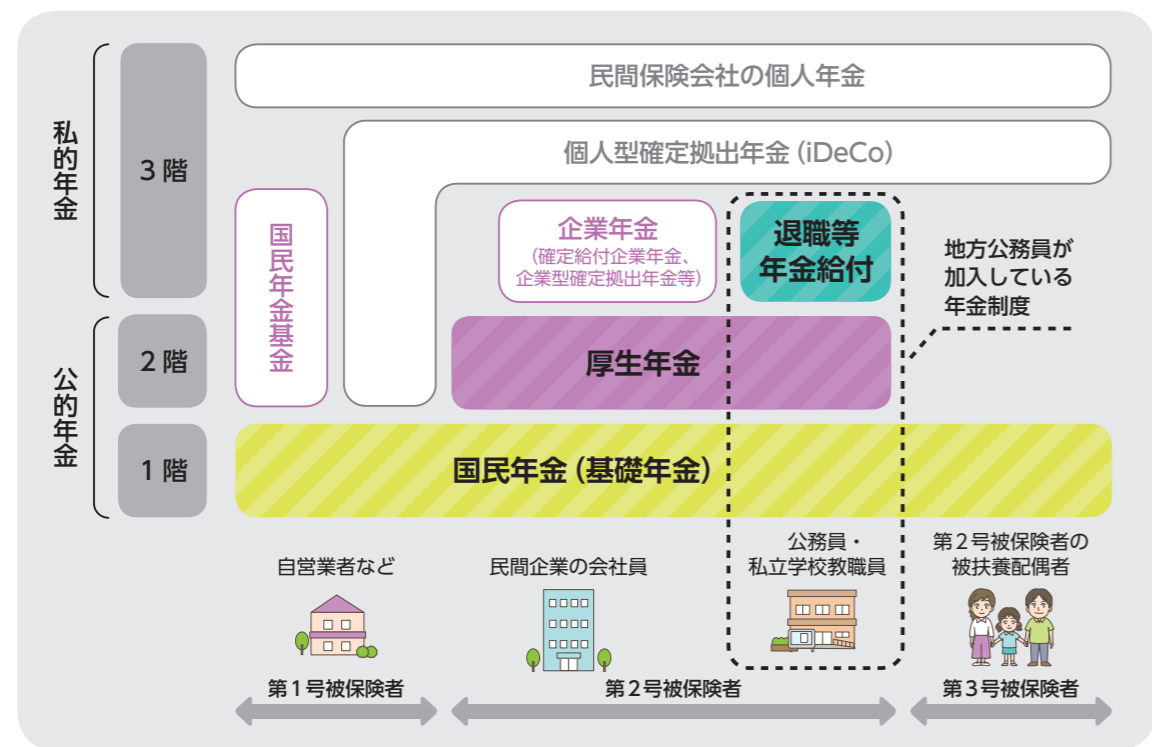 私的年金
3階
民間保険会社の個人年金
個人型確定拠出年金（iDeCo）
国民年金基金
企業年金
（確定給付企業年金、
企業型確定拠出年金等）
退職等
年金給付
地方公務員が
加入している
年金制度
公的年金
2階
厚生年金
1階
国民年金（基礎年金）
自営業者など
民間企業の会社員
公務員・
私立学校教職員
第2号被保険者の
被扶養配偶者
第1号被保険者
第2号被保険者
第3号被保険者